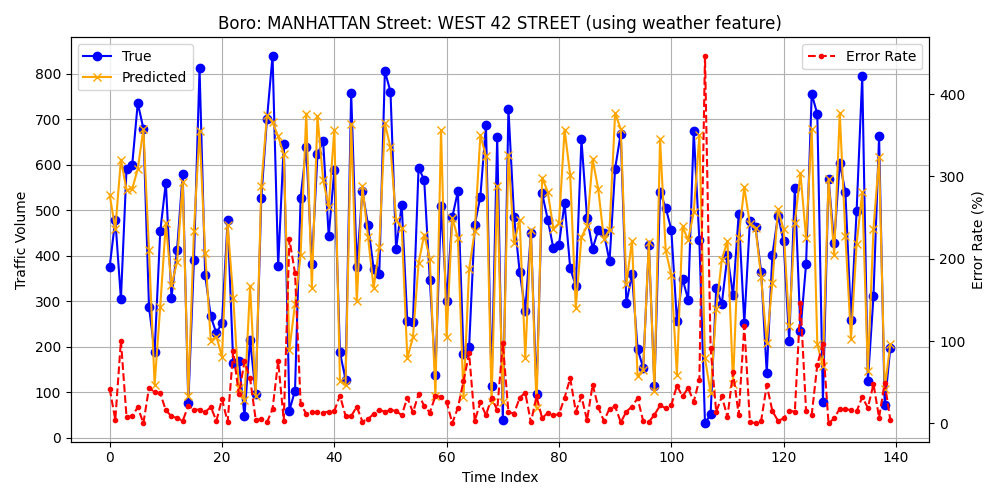 Boro: MANHATTAN Street: WEST 42 STREET (using weather feature)
True
Predicted
Error Rate
800
700
600
500
400
300
200
100
0
Traffic Volume
400
300
200
100
0
Error Rate (%)
0 20 40 60 80 100 120 140
Time Index